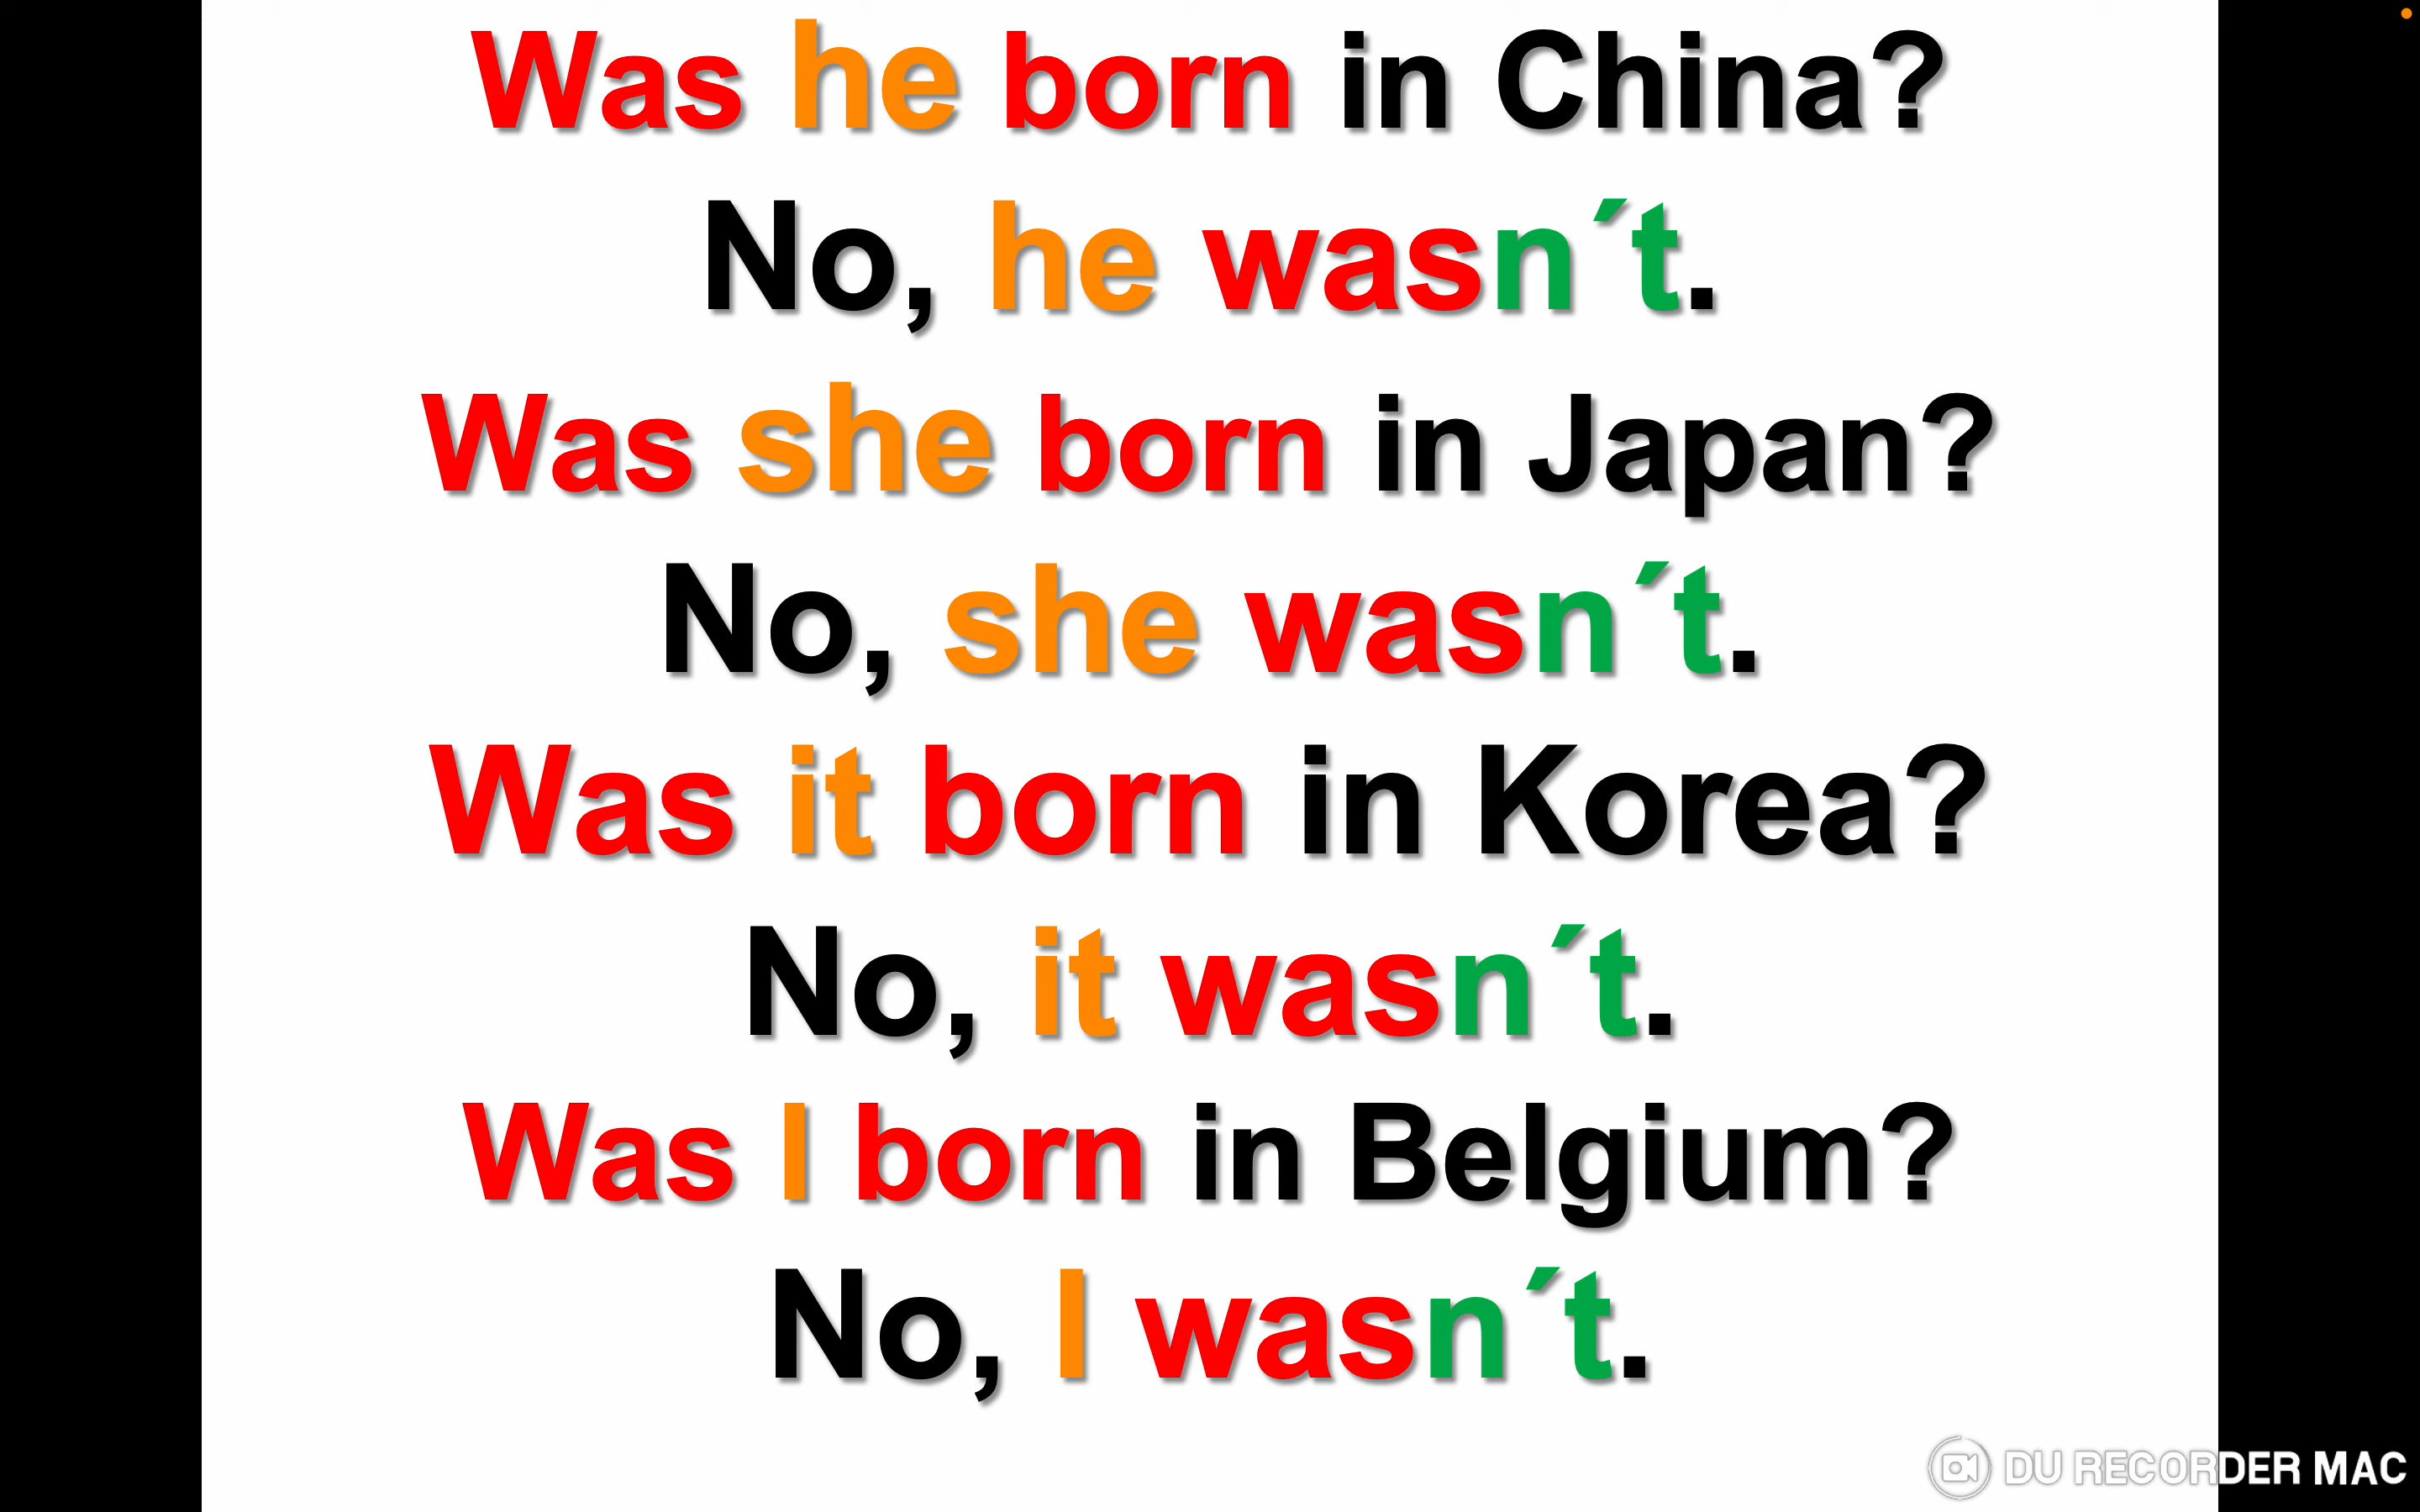 Was he born in China?
No, he wasn´t.
Was she born in Japan?
No, she wasn´t.
Was it born in Korea?
No, it wasn´t.
Was I born in Belgium?
No, I wasn´t.
DU RECORDER MAC